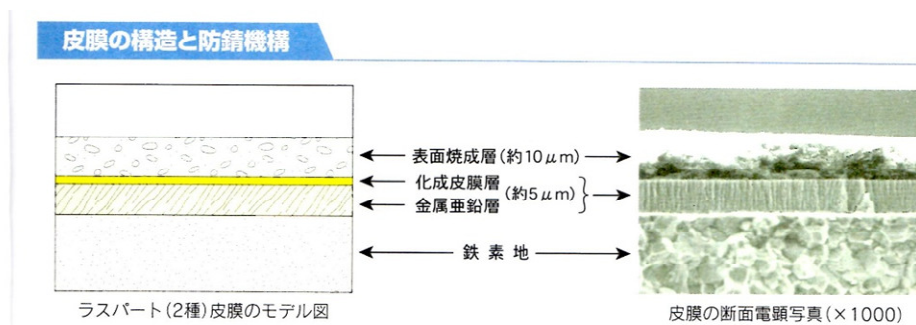 皮膜の構造と防錆機構
表面焼成層(約10μm)
化成皮膜層
(約5μm)
金属亜鉛層
鉄素地
ラスパート(2種)皮膜のモデル図
皮膜の断面電顕写真(×1000)